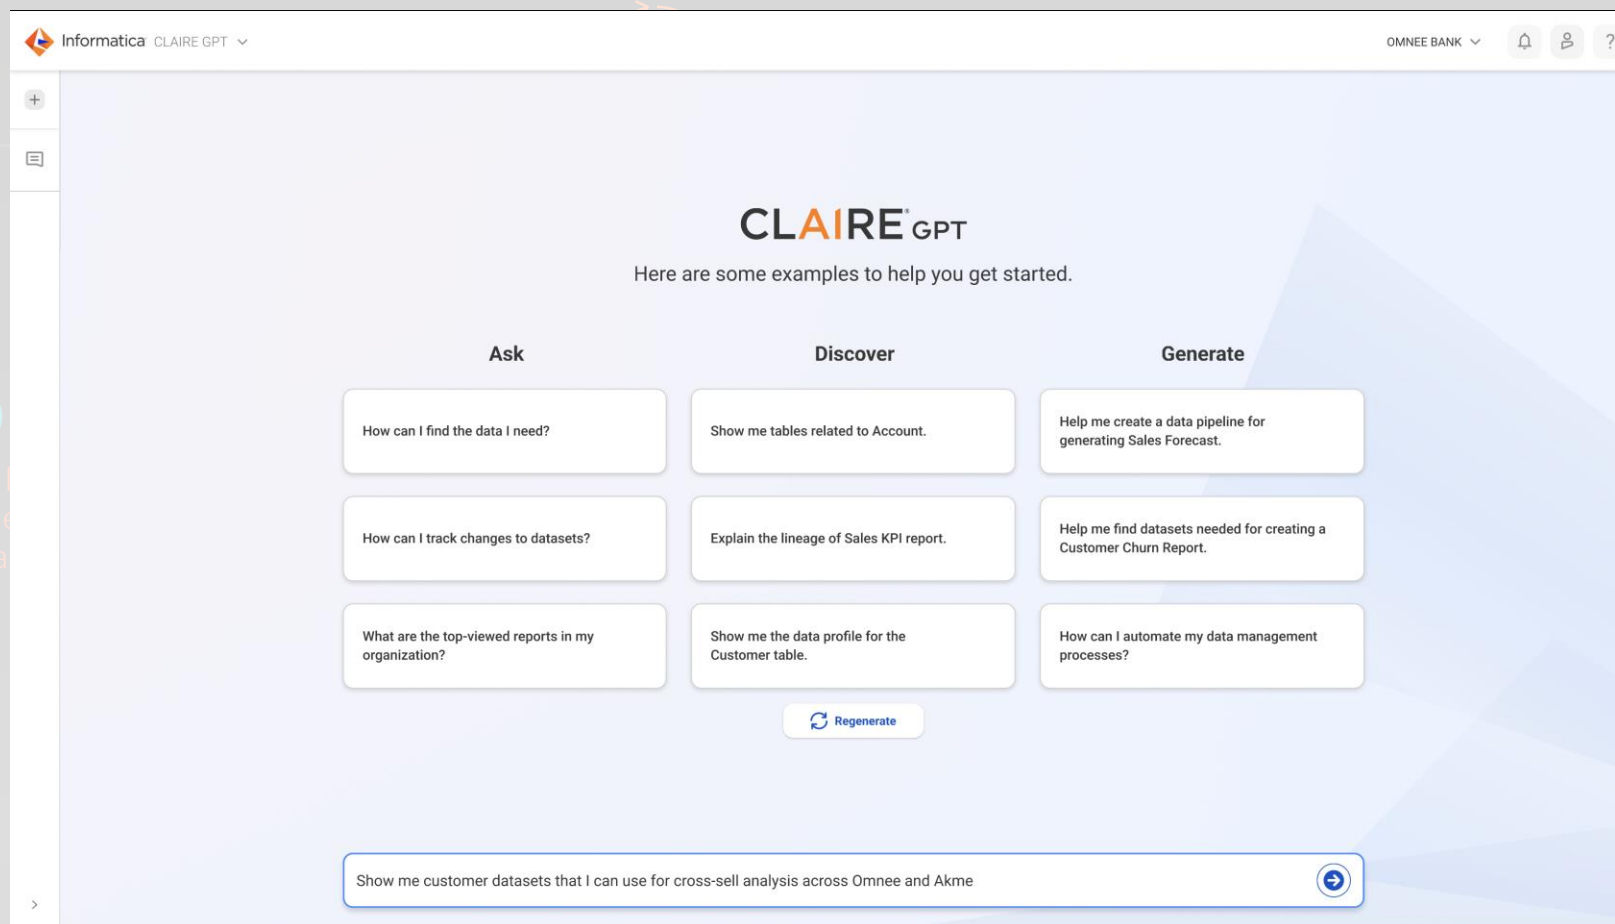 Informatica CLAIRE GPT
OMNEE BANK
?
CLAIRE® GPT
Here are some examples to help you get started.
Ask
Discover
Generate
How can I find the data I need?
Show me tables related to Account.
Help me create a data pipeline for
generating Sales Forecast.
How can I track changes to datasets?
Explain the lineage of Sales KPI report.
Help me find datasets needed for creating a
Customer Churn Report.
What are the top-viewed reports in my
organization?
Show me the data profile for the
Customer table.
How can I automate my data management
processes?
Regenerate
Show me customer datasets that I can use for cross-sell analysis across Omnee and Akme